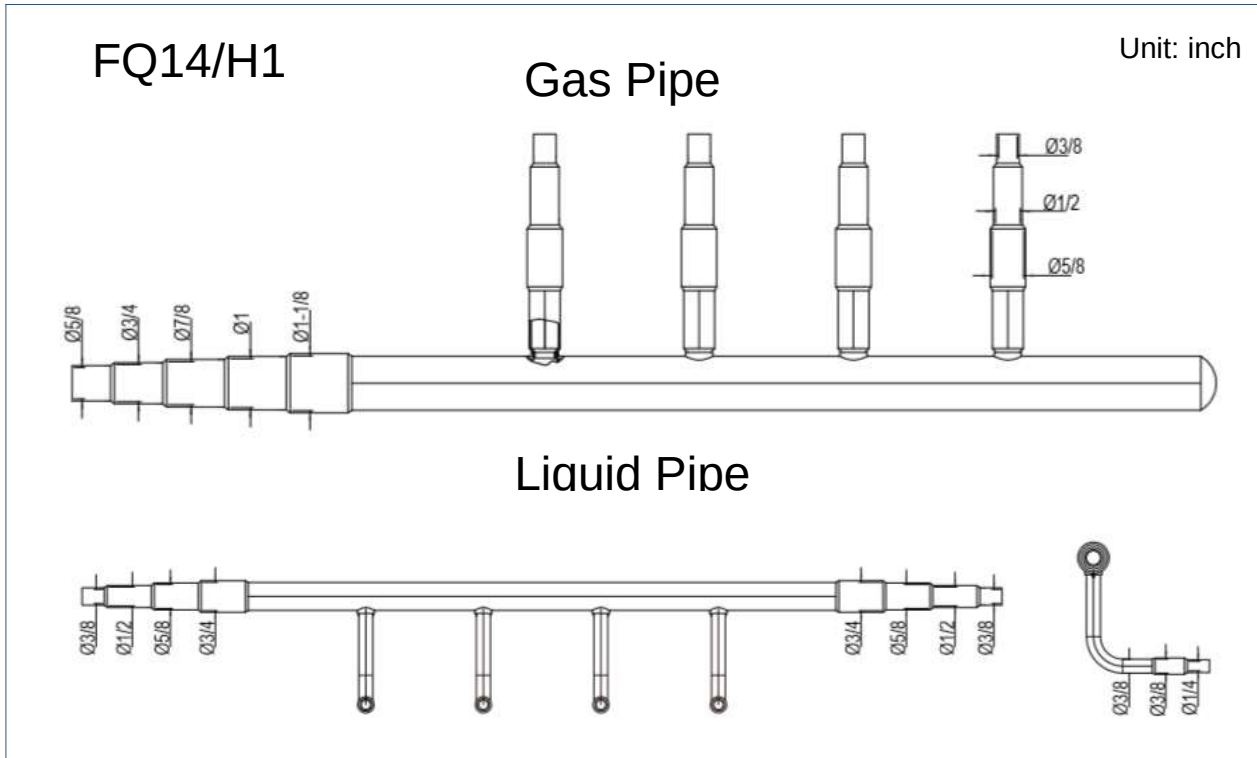 FQ14/H1
Unit: inch
Gas Pipe
Ø3/8
Ø1/2
Ø5/8
Ø5/8
Ø3/4
Ø7/8
Ø1
Ø1-1/8
Liquid Pipe
Ø3/8
Ø1/2
Ø5/8
Ø3/4
Ø3/4
Ø5/8
Ø1/2
Ø3/8
Ø3/8
Ø3/8
Ø1/4